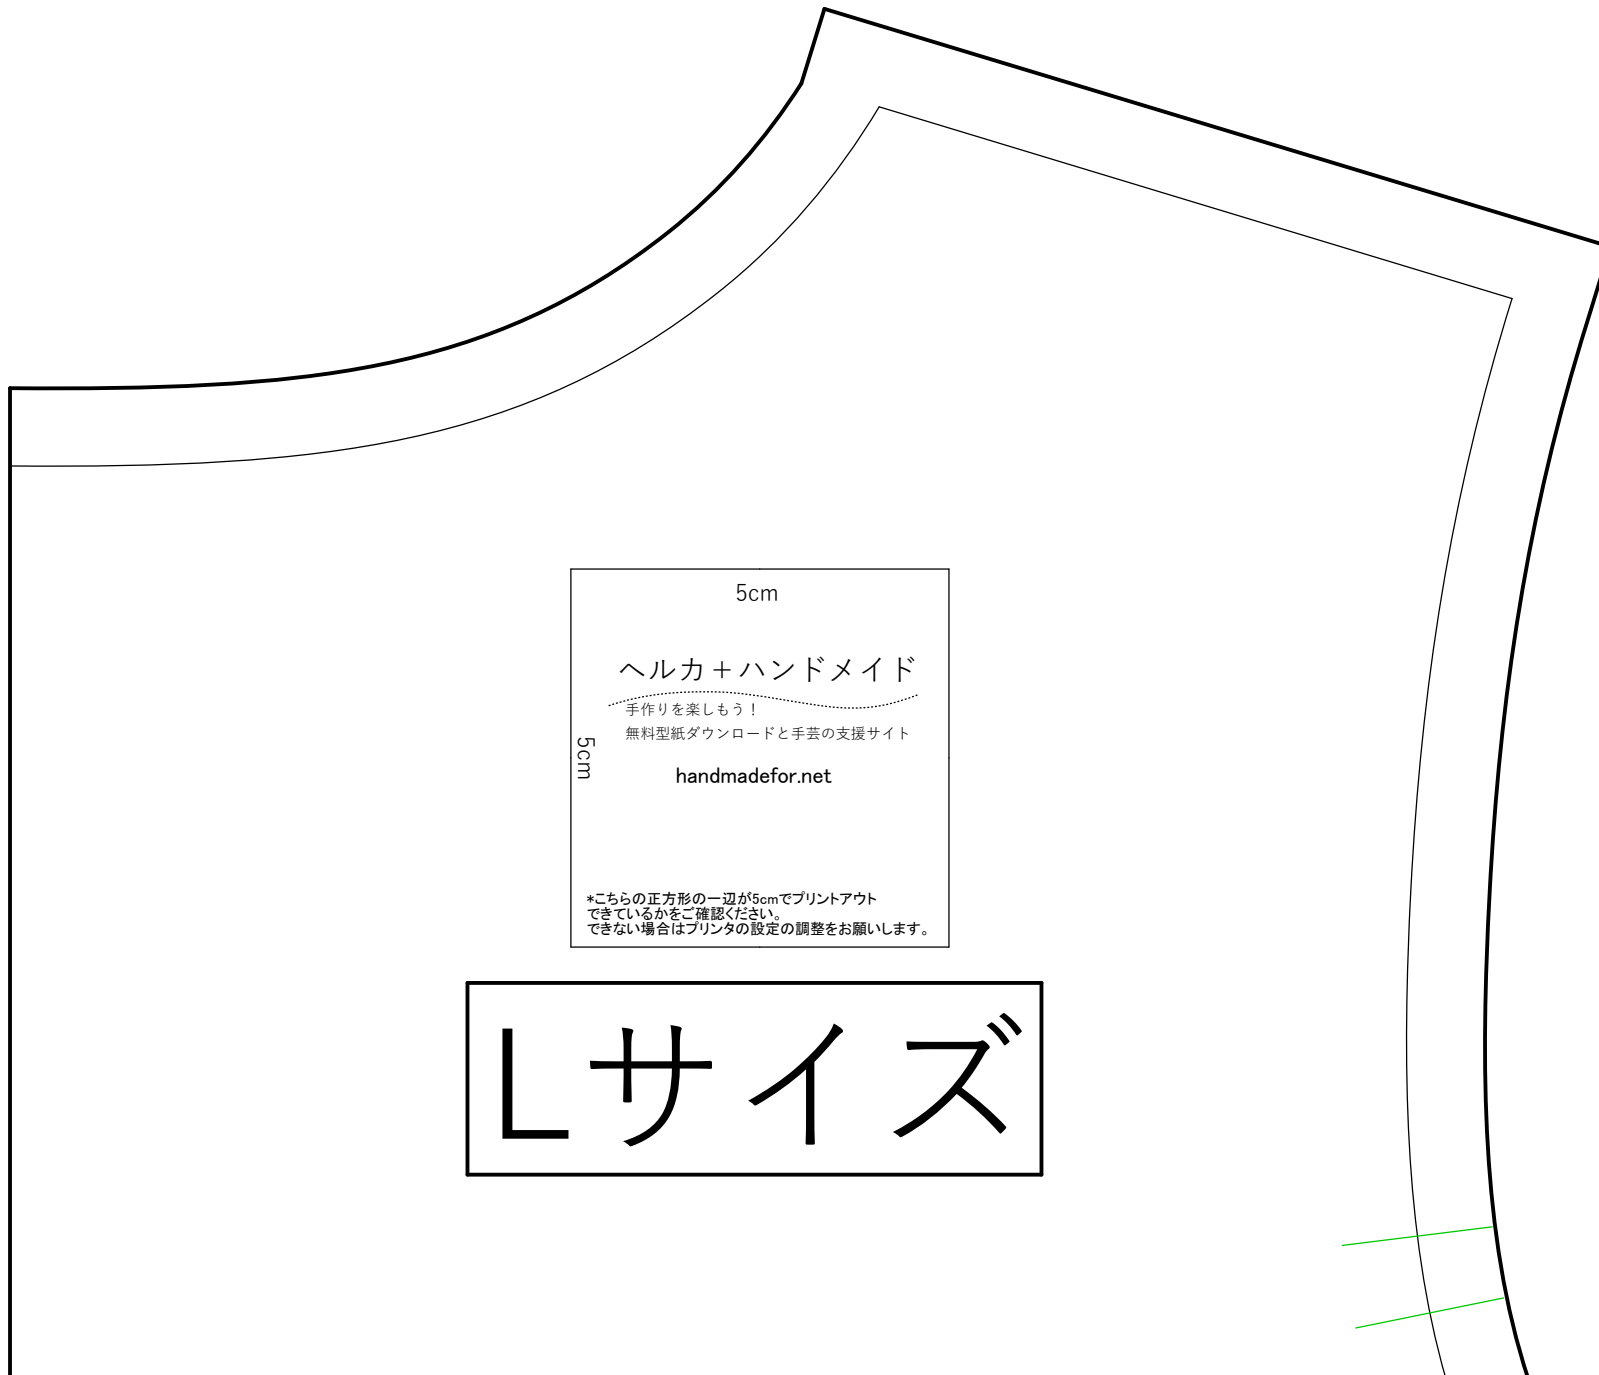 5cm
ヘルカ+ハンドメイド
手作りを楽しもう！
無料型紙ダウンロードと手芸の支援サイト
5cm
handmadefor.net
*こちらの正方形の一辺が5cmでプリントアウト
できているかをご確認ください。
できない場合はプリンタの設定の調整をお願いします。
Lサイズ